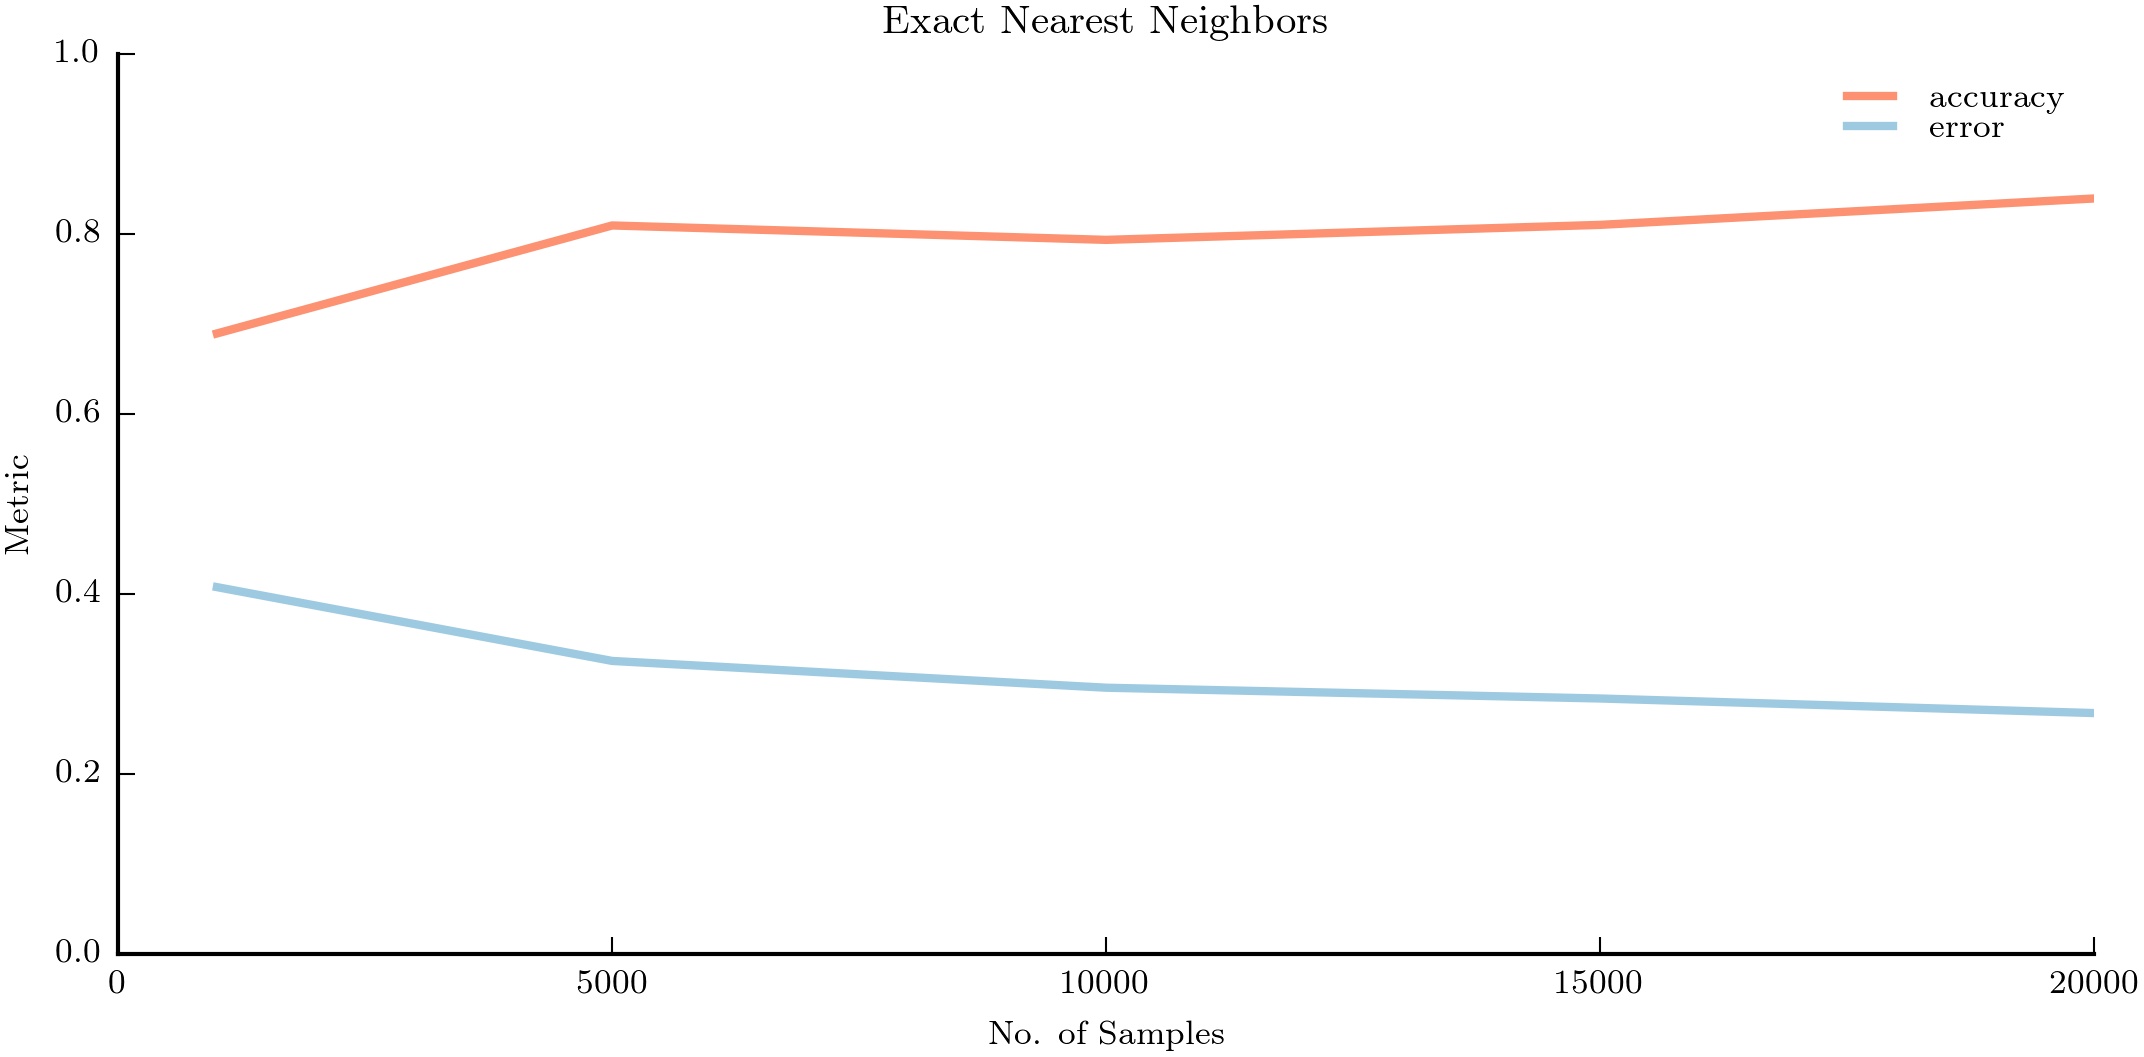 Exact Nearest Neighbors
1.0
accuracy
error
0.8
0.6
Metric
0.4
0.2
0.0
0 5000 10000 15000 20000
No. of Samples